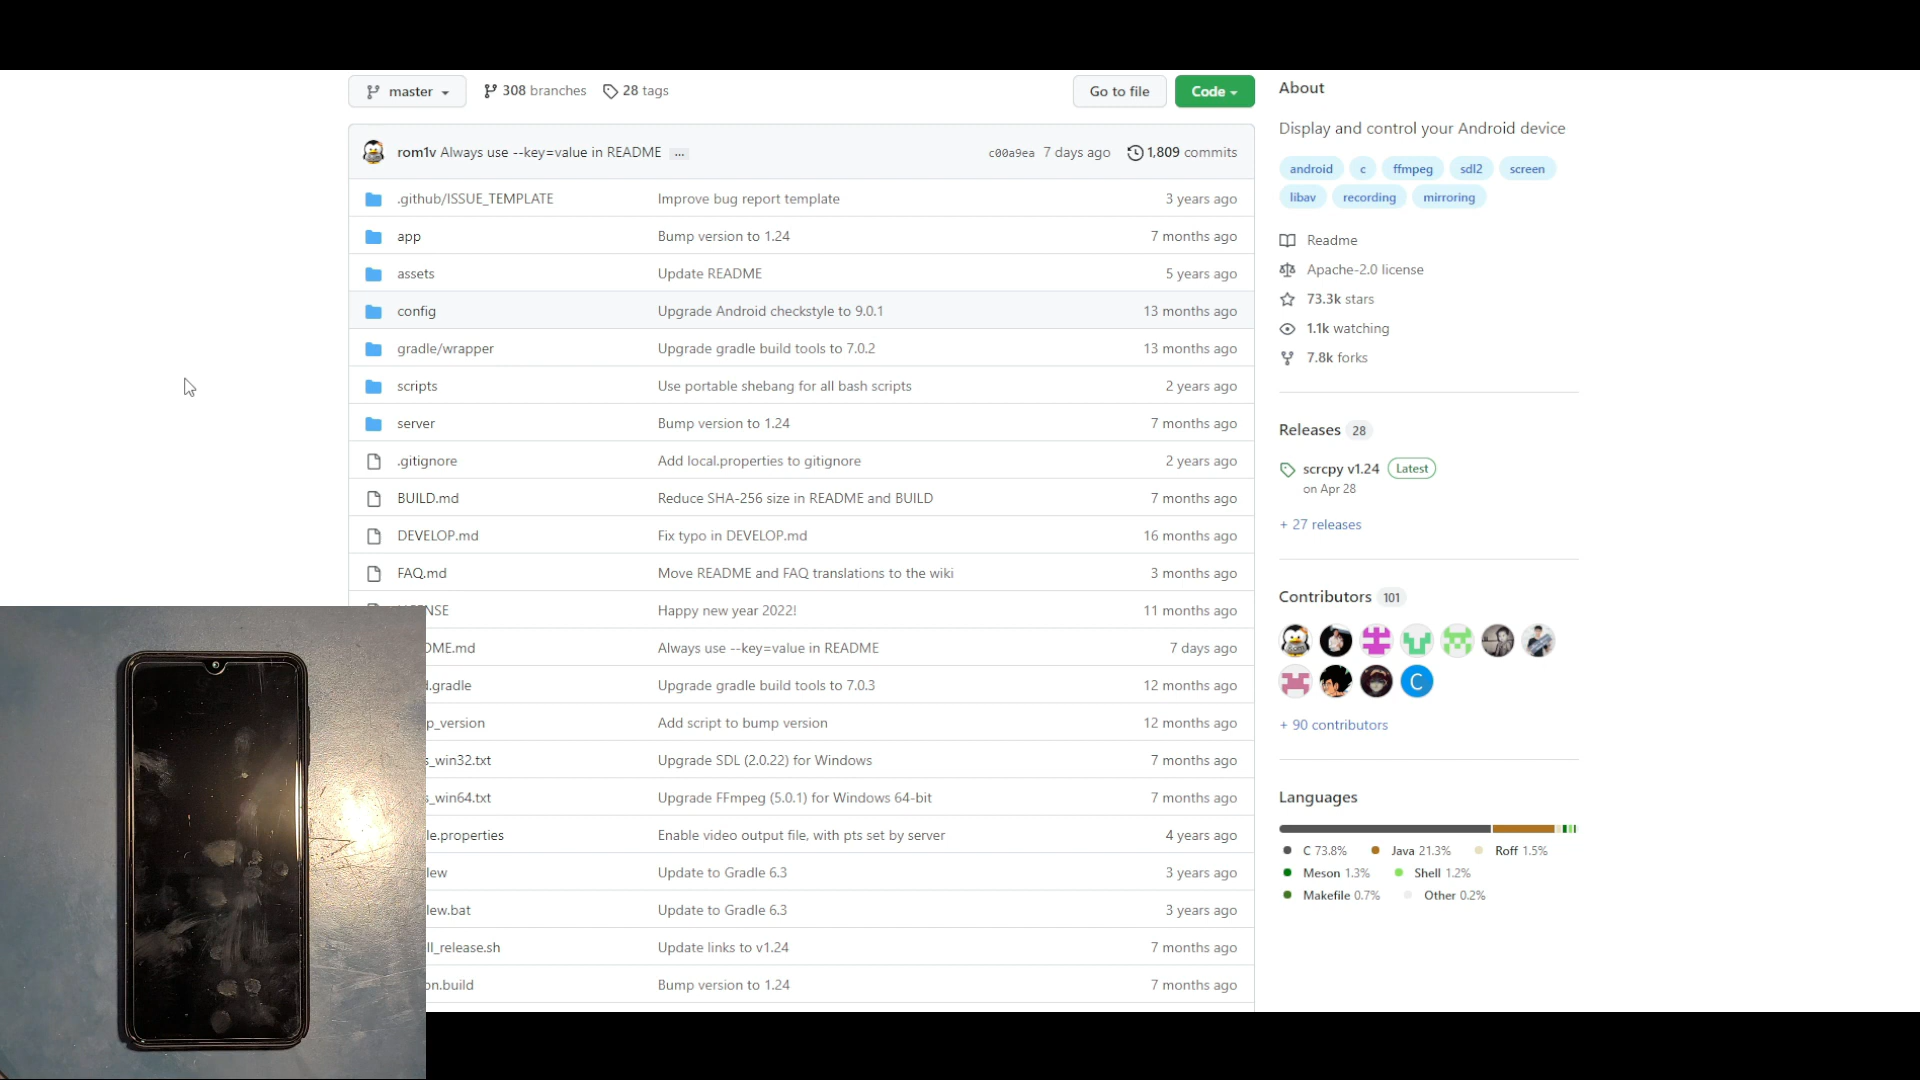 master
308 branches
28 tags
Go to file
Code
rom1v Always use --key=value in README ...
c00a9ea 7 days ago
1,809 commits
.github/ISSUE_TEMPLATE Improve bug report template 3 years ago
app Bump version to 1.24 7 months ago
assets Update README 5 years ago
config Upgrade Android checkstyle to 9.0.1 13 months ago
gradle/wrapper Upgrade gradle build tools to 7.0.2 13 months ago
scripts Use portable shebang for all bash scripts 2 years ago
server Bump version to 1.24 7 months ago
.gitignore Add local.properties to gitignore 2 years ago
BUILD.md Reduce SHA-256 size in README and BUILD 7 months ago
DEVELOP.md Fix typo in DEVELOP.md 16 months ago
FAQ.md Move README and FAQ translations to the wiki 3 months ago
NSE Happy new year 2022! 11 months ago
OME.md Always use --key=value in README 7 days ago
d.gradle Upgrade gradle build tools to 7.0.3 12 months ago
p_version Add script to bump version 12 months ago
s_win32.txt Upgrade SDL (2.0.22) for Windows 7 months ago
s_win64.txt Upgrade FFmpeg (5.0.1) for Windows 64-bit 7 months ago
le.properties Enable video output file, with pts set by server 4 years ago
lew Update to Gradle 6.3 3 years ago
lew.bat Update to Gradle 6.3 3 years ago
ll_release.sh Update links to v1.24 7 months ago
on.build Bump version to 1.24 7 months ago
About
Display and control your Android device
android c ffmpeg sdl2 screen
libav recording mirroring
Readme
Apache-2.0 license
73.3k stars
1.1k watching
7.8k forks
Releases 28
scrcpy v1.24 Latest
on Apr 28
+ 27 releases
Contributors 101
C
+ 90 contributors
Languages
C 73.8% Java 21.3% Roff 1.5%
Meson 1.3% Shell 1.2%
Makefile 0.7% Other 0.2%